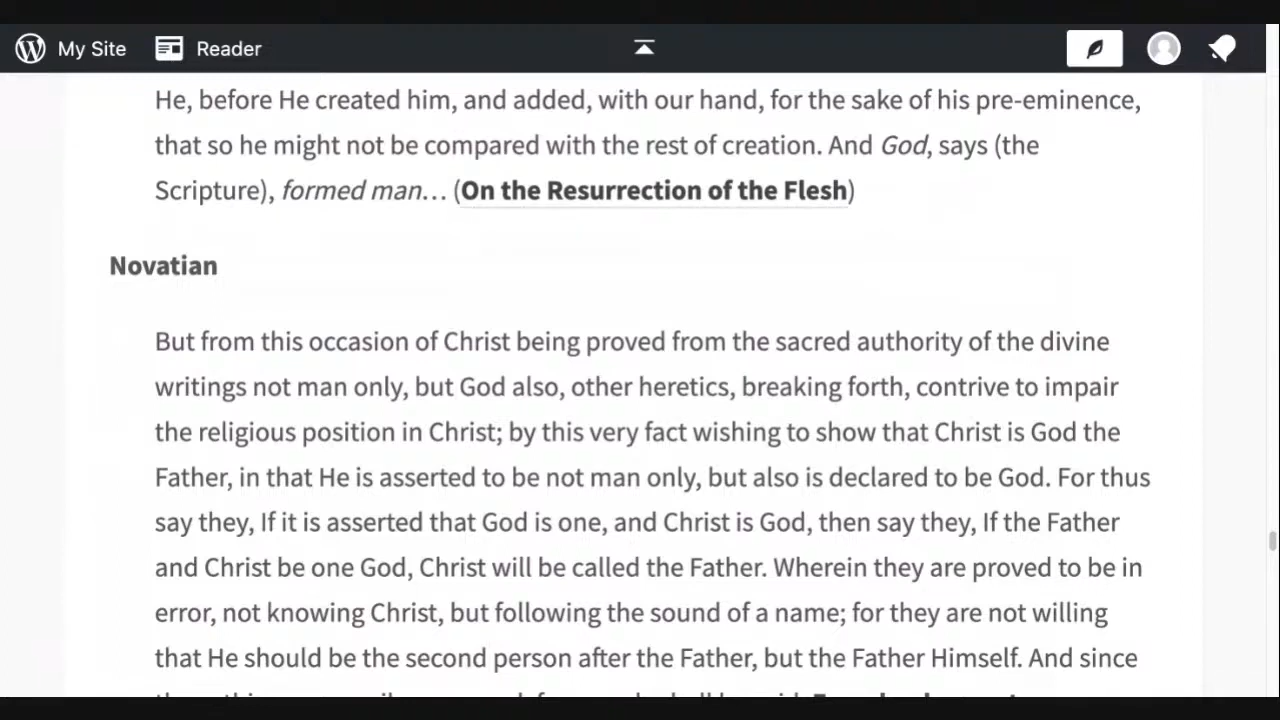 My Site Reader
He, before He created him, and added, with our hand, for the sake of his pre-eminence,
that so he might not be compared with the rest of creation. And God, says (the
Scripture), formed man… (On the Resurrection of the Flesh)
Novatian
But from this occasion of Christ being proved from the sacred authority of the divine
writings not man only, but God also, other heretics, breaking forth, contrive to impair
the religious position in Christ; by this very fact wishing to show that Christ is God the
Father, in that He is asserted to be not man only, but also is declared to be God. For thus
say they, If it is asserted that God is one, and Christ is God, then say they, If the Father
and Christ be one God, Christ will be called the Father. Wherein they are proved to be in
error, not knowing Christ, but following the sound of a name; for they are not willing
that He should be the second person after the Father, but the Father Himself. And since